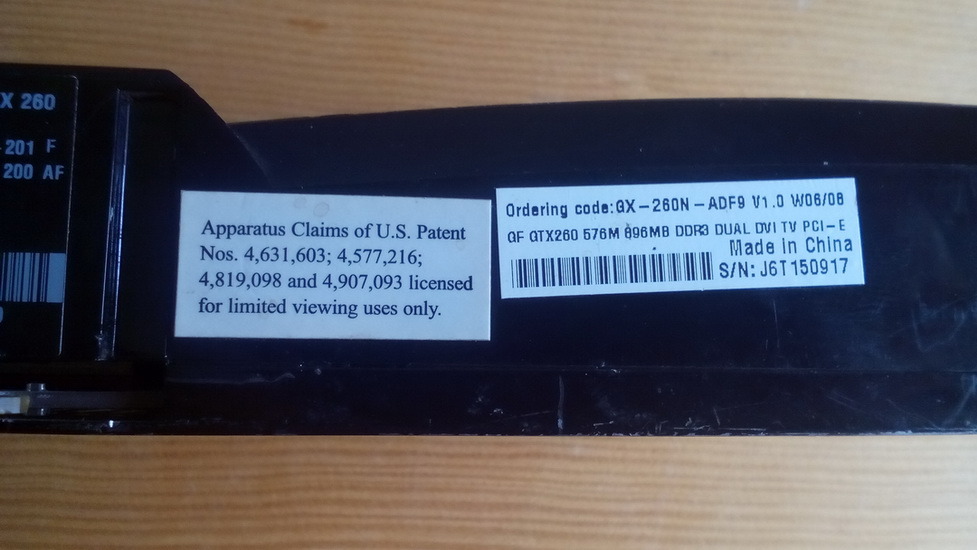 X 260
201 F
200 AF
Apparatus Claims of U.S. Patent
Nos. 4,631,603; 4,577,216;
4,819,098 and 4,907,093 licensed
for limited viewing uses only.
Ordering code:GX-260N-ADF9 V1.0 W06/08
GF GTX260 576M 896MB DDR3 DUAL DVI TV PCI-E
Made in China
S/N: J6T150917